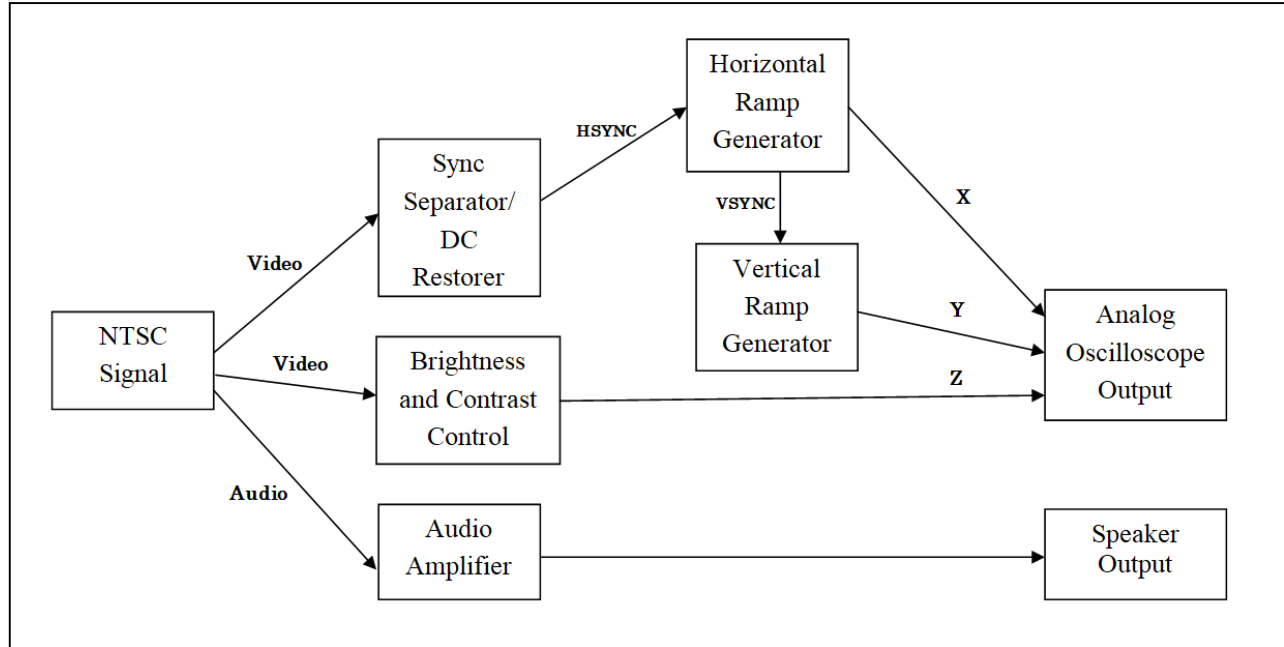 Horizontal
Ramp
Generator
HSYNC
Sync
Separator/
DC
Restorer
VSYNC
X
Video
Vertical
Ramp
Generator
Y
Analog
Oscilloscope
Output
NTSC
Signal
Video
Brightness
and Contrast
Control
Z
Audio
Audio
Amplifier
Speaker
Output